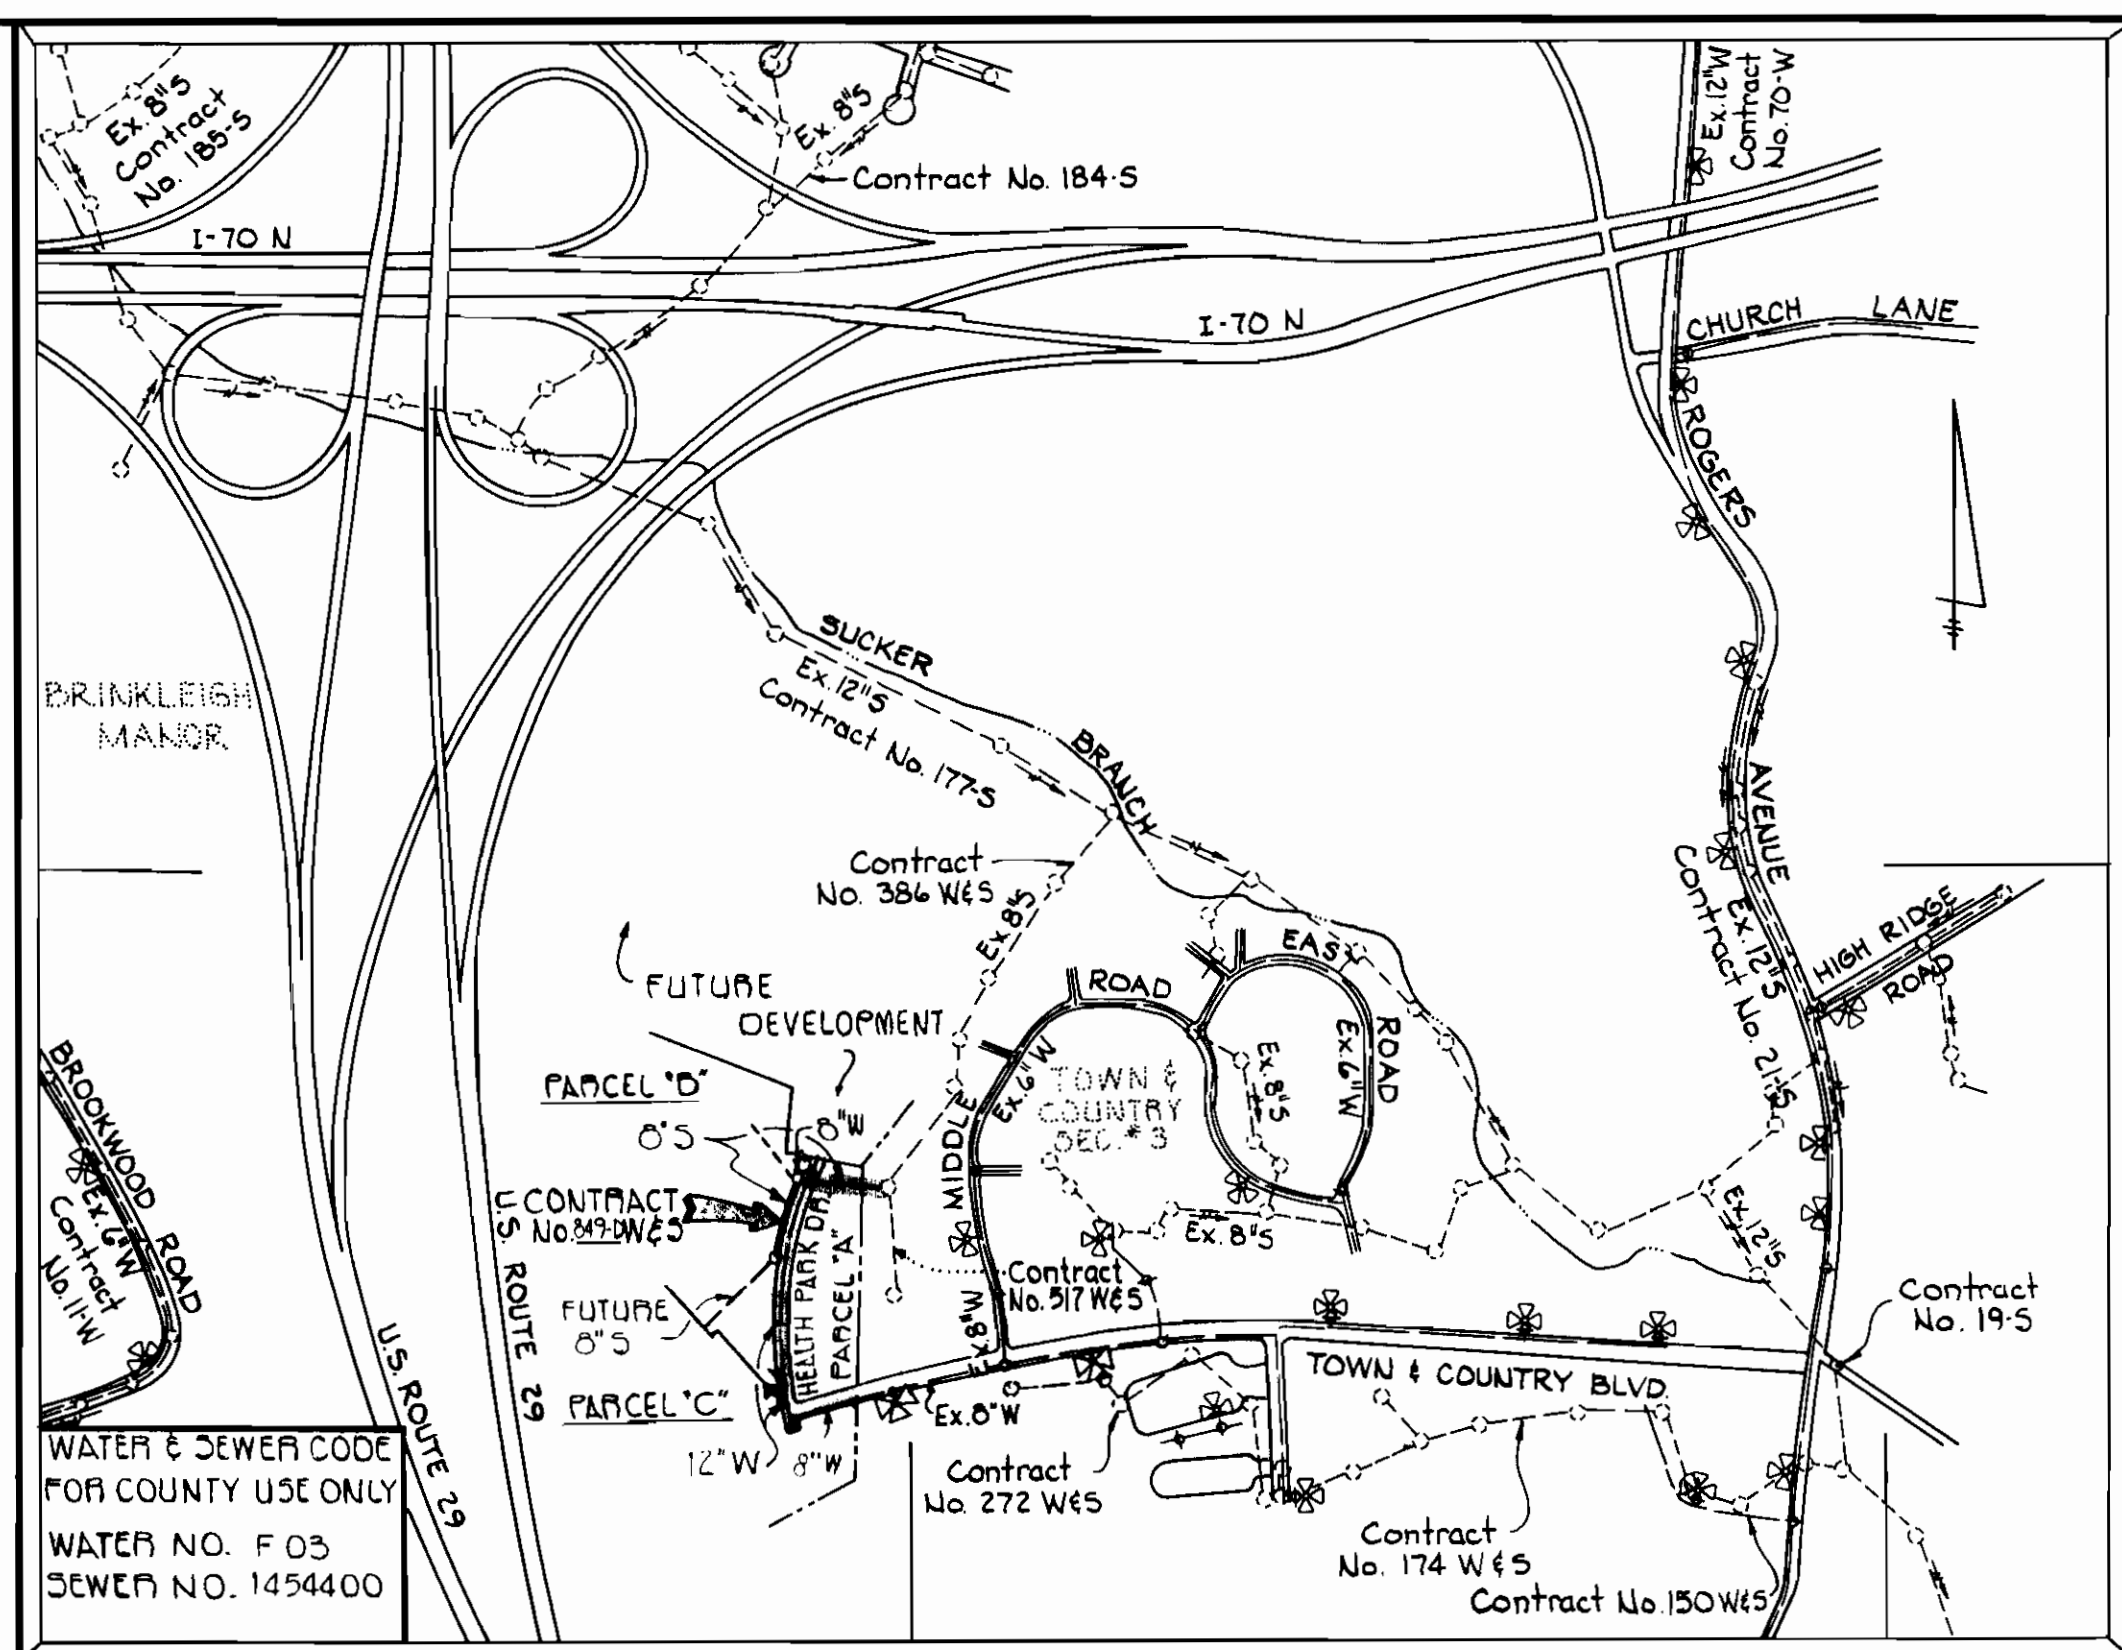 Ex. 8"S
Contract
No. 185-S
Ex. 8"S
Contract No. 184-S
Ex. 12"W
Contract
No. 70-W
I-70 N
I-70 N
CHURCH LANE
ROGERS
AVENUE
SUCKER
BRANCH
Ex. 12"S
Contract No. 177-S
BRINKLEIGH
MANOR
Contract
No. 386 W&S
Ex. 8"S
Ex. 12"S
Contract No. 21-S
HIGH RIDGE
ROAD
FUTURE
DEVELOPMENT
MIDDLE
ROAD
EAST
ROAD
Ex. 6" W
Ex. 8"S
Ex. 6" W
TOWN &
COUNTRY
SEC. #3
BROOKWOOD ROAD
Ex. 6" W
Contract
No. 11-W
PARCEL "B"
8"S
8"W
CONTRACT
No. 849-D W&S
HEALTH PARK DR.
PARCEL "A"
U.S. ROUTE 29
U.S. ROUTE 29
FUTURE
8"S
PARCEL "C"
12"W
8"W
Ex. 8"W
Ex. 8"W
Contract
No. 517 W&S
Ex. 8"S
Ex. 12"S
Contract
No. 19-S
TOWN & COUNTRY BLVD.
Contract
No. 272 W&S
Contract
No. 174 W&S
Contract No. 150 W&S
WATER & SEWER CODE
FOR COUNTY USE ONLY
WATER NO. F 03
SEWER NO. 1454400